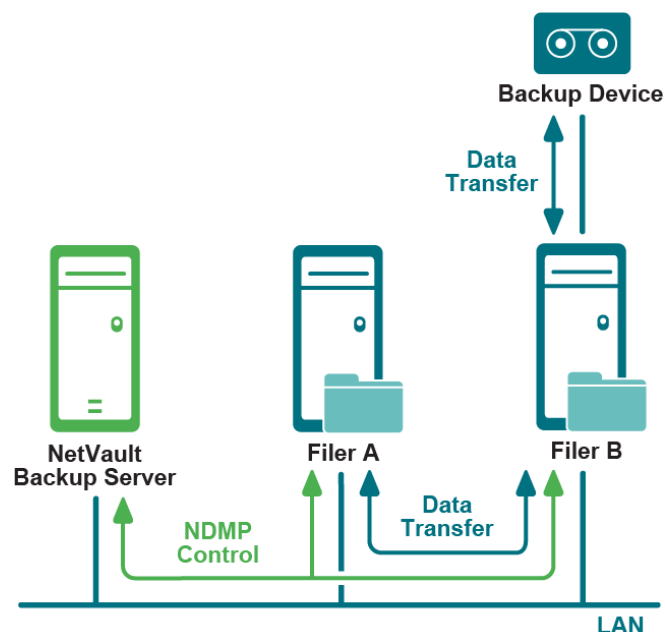 Backup Device
Data
Transfer
NetVault
Backup Server
Filer A
Filer B
NDMP
Control
Data
Transfer
LAN